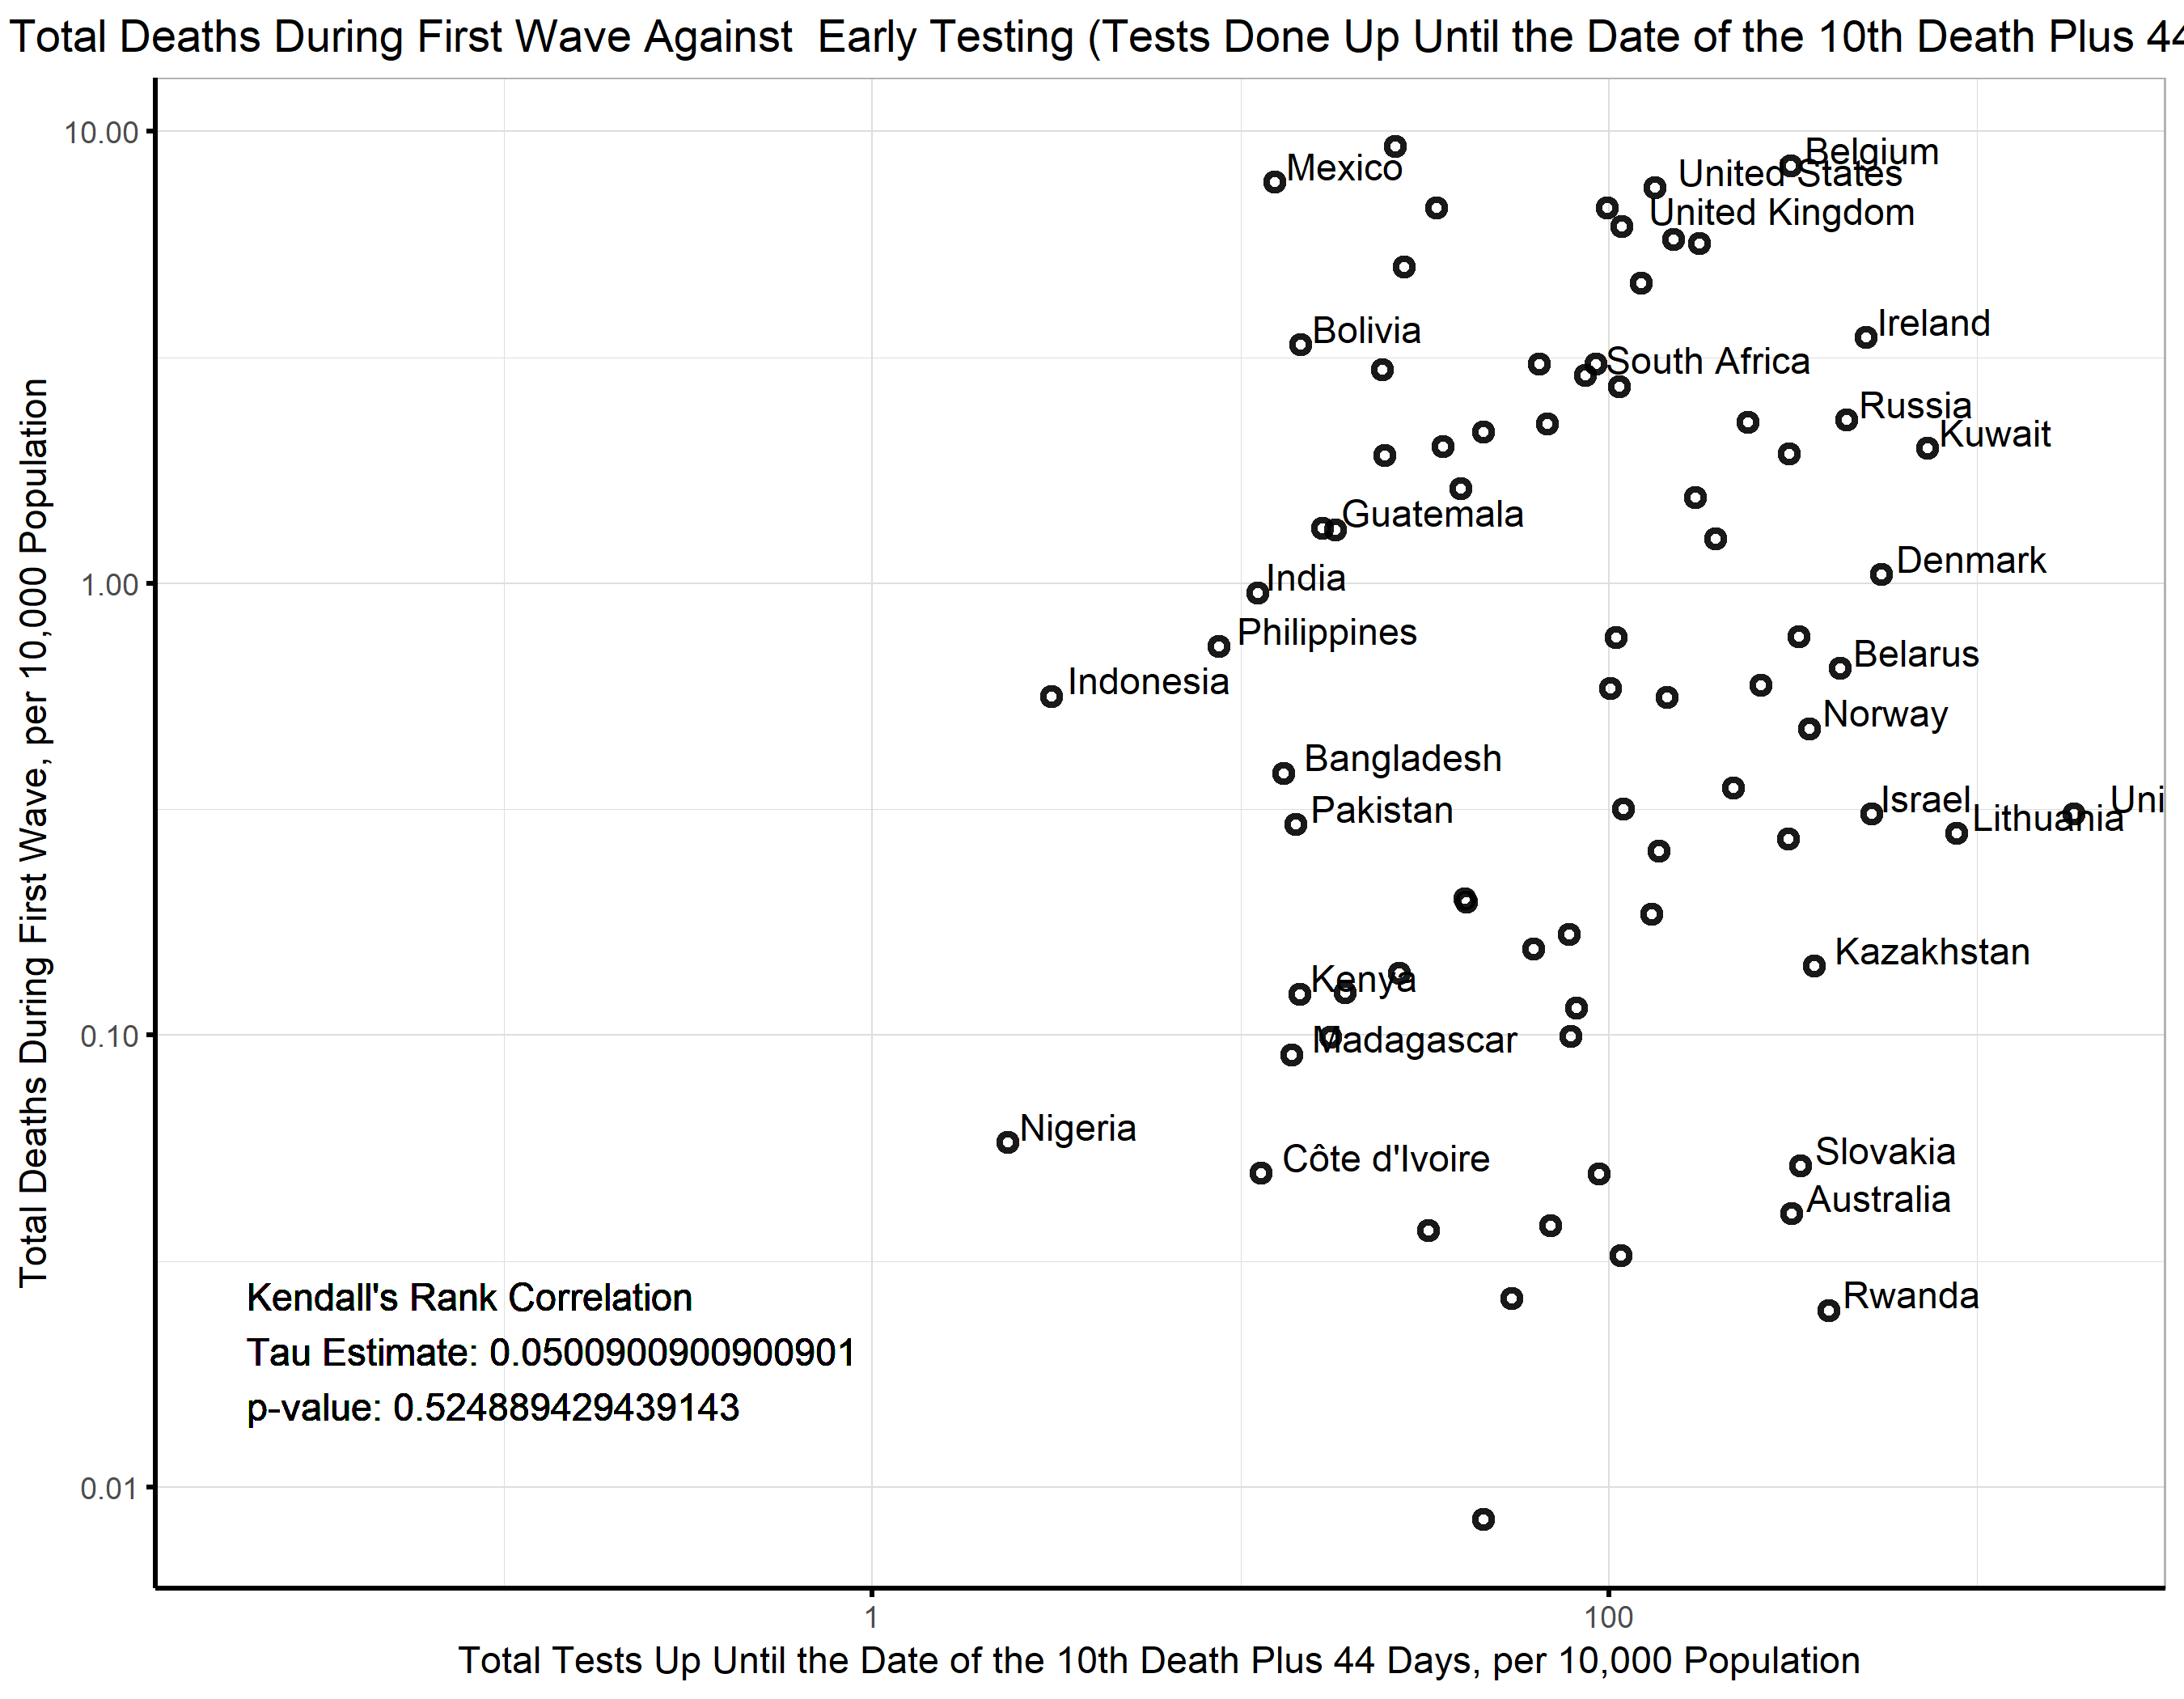 Total Deaths During First Wave Against  Early Testing (Tests Done Up Until the Date of the 10th Death Plus 44
10.00
1.00
0.10
0.01
Total Deaths During First Wave, per 10,000 Population
Belgium
Mexico
United States
United Kingdom
Ireland
Bolivia
South Africa
Russia
Kuwait
Guatemala
Denmark
India
Philippines
Belarus
Indonesia
Norway
Bangladesh
Israel
Uni
Pakistan
Lithuania
Kazakhstan
Kenya
Madagascar
Nigeria
Slovakia
Côte d'Ivoire
Australia
Rwanda
Kendall's Rank Correlation
Tau Estimate: 0.0500900900900901
p-value: 0.524889429439143
1
100
Total Tests Up Until the Date of the 10th Death Plus 44 Days, per 10,000 Population